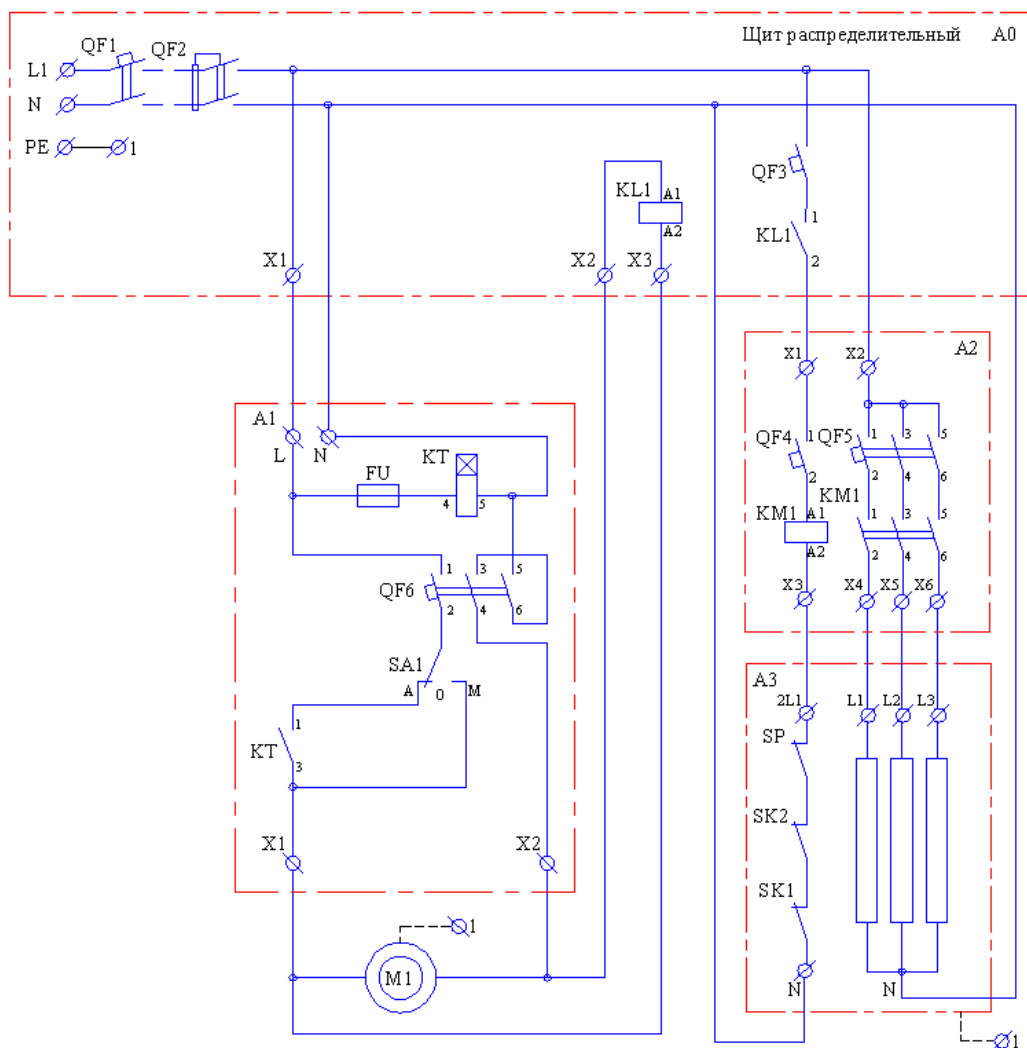 Щит распределительный A0
QF1 QF2
L1
N
PE 1
QF3
KL1 A1
A2
KL1 1
2
X1 X2 X3
X1 X2 A2
A1
L N
FU KT
4 5
QF4 1 QF5 1 3 5
2 2 4 6
KM1
KM1 A1 1 3 5
A2 2 4 6
QF6 1 3 5
2 4 6
X3 X4 X5 X6
SA1
A 0 M
A3
2L1 L1 L2 L3
KT 1
3
SP
SK2
SK1
X1 X2
1
M1
N N
1